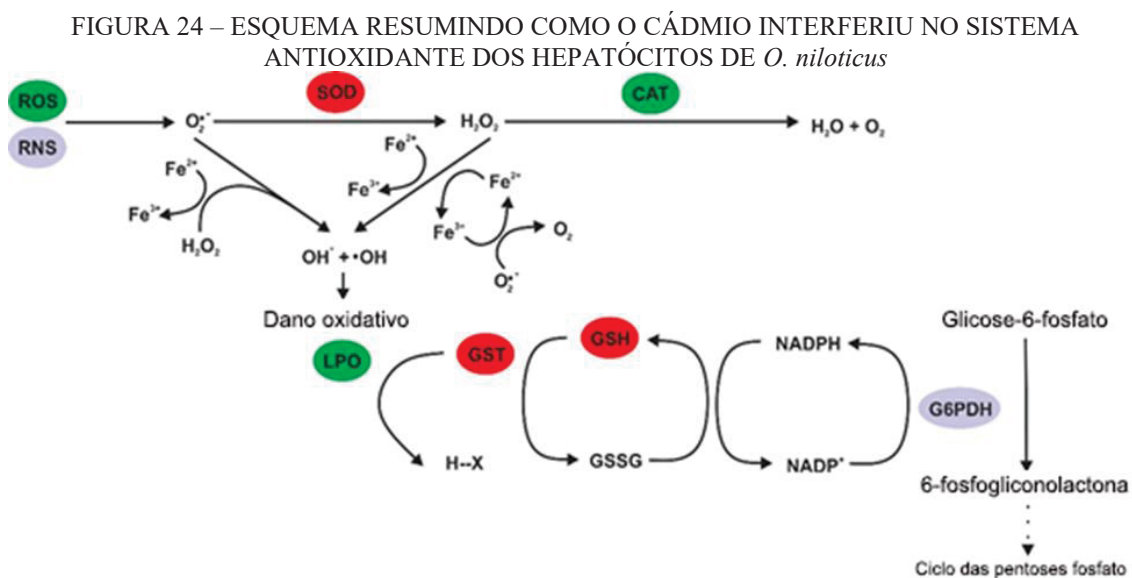 FIGURA 24 – ESQUEMA RESUMINDO COMO O CÁDMIO INTERFERIU NO SISTEMA
ANTIOXIDANTE DOS HEPATÓCITOS DE O. niloticus
ROS
RNS
O₂•⁻
SOD
H₂O₂
CAT
H₂O + O₂
Fe²⁺
Fe³⁺
H₂O₂
Fe²⁺
Fe³⁺
Fe²⁺
Fe³⁺
O₂
O₂•⁻
OH⁻ + •OH
Dano oxidativo
LPO
GST
H--X
GSH
GSSG
NADPH
NADP⁺
Glicose-6-fosfato
G6PDH
6-fosfogliconolactona
Ciclo das pentoses fosfato